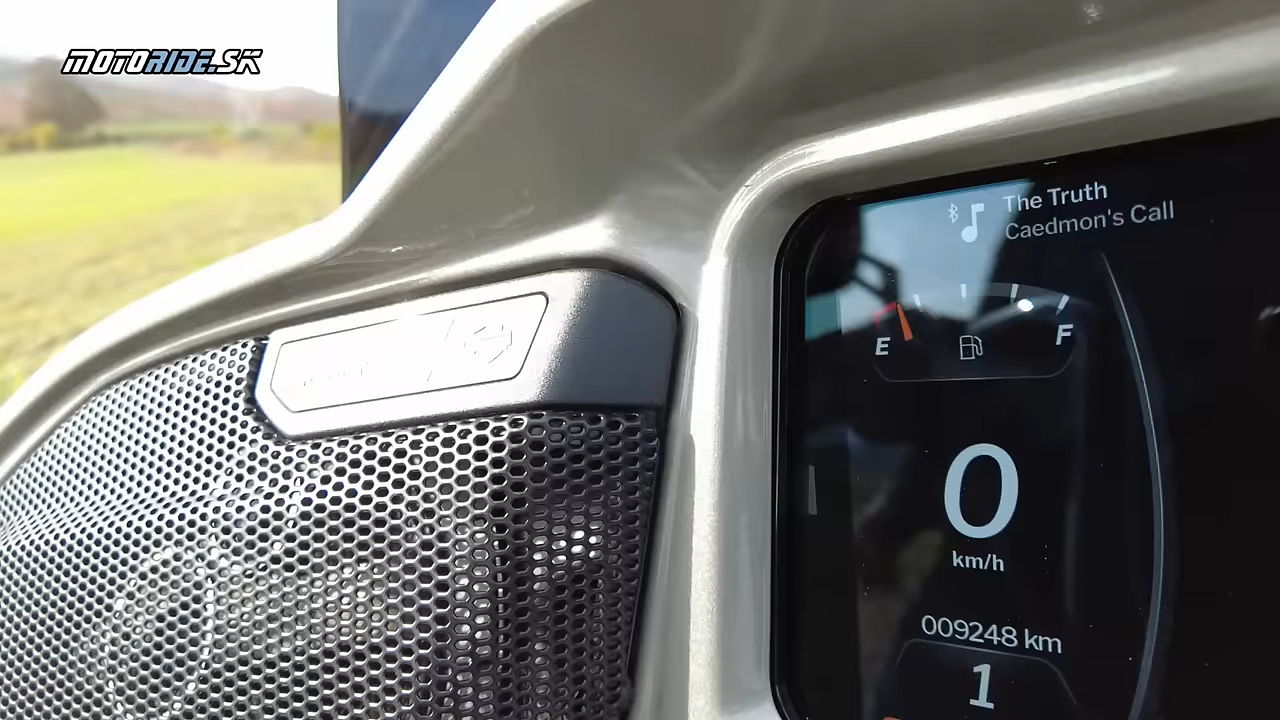 MOTORIDE.SK
The Truth
Caedmon's Call
E
F
0
km/h
009248 km
1